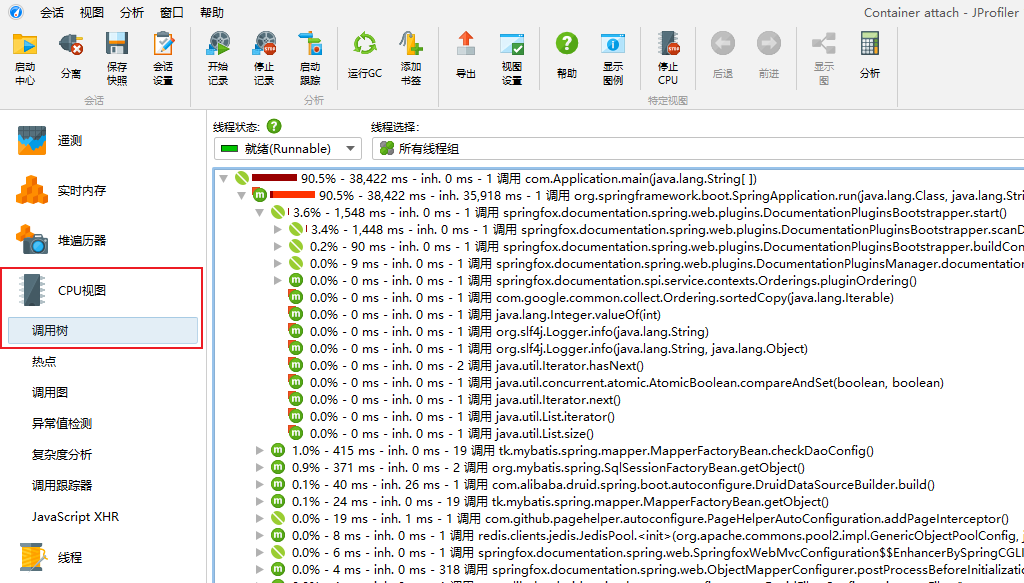 会话 视图 分析 窗口 帮助 Container attach - JProfiler
启动 分离 保存 会话 开始 停止 启动 运行GC 添加 导出 视图 帮助 显示 停止 后退 前进 显示 分析
中心 快照 设置 记录 记录 跟踪 书签 设置 图例 CPU 图
会话 分析 特定视图
遥测
实时内存
堆遍历器
CPU视图
调用树
热点
调用图
异常值检测
复杂度分析
调用跟踪器
JavaScript XHR
线程
线程状态: ? 线程选择:
就绪(Runnable) 所有线程组
90.5% - 38,422 ms - inh. 0 ms - 1 调用 com.Application.main(java.lang.String[ ])
90.5% - 38,422 ms - inh. 35,918 ms - 1 调用 org.springframework.boot.SpringApplication.run(java.lang.Class, java.lang.Stri
3.6% - 1,548 ms - inh. 0 ms - 1 调用 springfox.documentation.spring.web.plugins.DocumentationPluginsBootstrapper.start()
3.4% - 1,448 ms - inh. 0 ms - 1 调用 springfox.documentation.spring.web.plugins.DocumentationPluginsBootstrapper.scanD
0.2% - 90 ms - inh. 0 ms - 1 调用 springfox.documentation.spring.web.plugins.DocumentationPluginsBootstrapper.buildCon
0.0% - 9 ms - inh. 0 ms - 1 调用 springfox.documentation.spring.web.plugins.DocumentationPluginsManager.documentation
0.0% - 0 ms - inh. 0 ms - 1 调用 springfox.documentation.spi.service.contexts.Orderings.pluginOrdering()
0.0% - 0 ms - inh. 0 ms - 1 调用 com.google.common.collect.Ordering.sortedCopy(java.lang.Iterable)
0.0% - 0 ms - inh. 0 ms - 1 调用 java.lang.Integer.valueOf(int)
0.0% - 0 ms - inh. 0 ms - 1 调用 org.slf4j.Logger.info(java.lang.String)
0.0% - 0 ms - inh. 0 ms - 1 调用 org.slf4j.Logger.info(java.lang.String, java.lang.Object)
0.0% - 0 ms - inh. 0 ms - 2 调用 java.util.Iterator.hasNext()
0.0% - 0 ms - inh. 0 ms - 1 调用 java.util.concurrent.atomic.AtomicBoolean.compareAndSet(boolean, boolean)
0.0% - 0 ms - inh. 0 ms - 1 调用 java.util.Iterator.next()
0.0% - 0 ms - inh. 0 ms - 1 调用 java.util.List.iterator()
0.0% - 0 ms - inh. 0 ms - 1 调用 java.util.List.size()
1.0% - 415 ms - inh. 0 ms - 19 调用 tk.mybatis.spring.mapper.MapperFactoryBean.checkDaoConfig()
0.9% - 371 ms - inh. 0 ms - 2 调用 org.mybatis.spring.SqlSessionFactoryBean.getObject()
0.1% - 40 ms - inh. 26 ms - 1 调用 com.alibaba.druid.spring.boot.autoconfigure.DruidDataSourceBuilder.build()
0.1% - 24 ms - inh. 0 ms - 19 调用 tk.mybatis.spring.mapper.MapperFactoryBean.getObject()
0.0% - 19 ms - inh. 1 ms - 1 调用 com.github.pagehelper.autoconfigure.PageHelperAutoConfiguration.addPageInterceptor()
0.0% - 8 ms - inh. 0 ms - 1 调用 redis.clients.jedis.JedisPool.<init>(org.apache.commons.pool2.impl.GenericObjectPoolConfig, j
0.0% - 6 ms - inh. 0 ms - 1 调用 springfox.documentation.spring.web.SpringfoxWebMvcConfiguration$$EnhancerBySpringCGLI
0.0% - 4 ms - inh. 0 ms - 318 调用 springfox.documentation.spring.web.ObjectMapperConfigurer.postProcessBeforeInitializatio